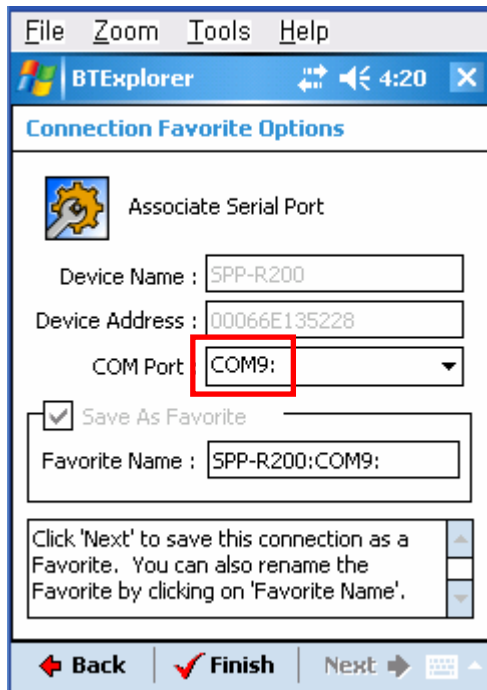 File Zoom Tools Help
BTExplorer 4:20
Connection Favorite Options
Associate Serial Port
Device Name : SPP-R200
Device Address : 00066E135228
COM Port : COM9:
Save As Favorite
Favorite Name : SPP-R200:COM9:
Click 'Next' to save this connection as a
Favorite. You can also rename the
Favorite by clicking on 'Favorite Name'.
Back Finish Next